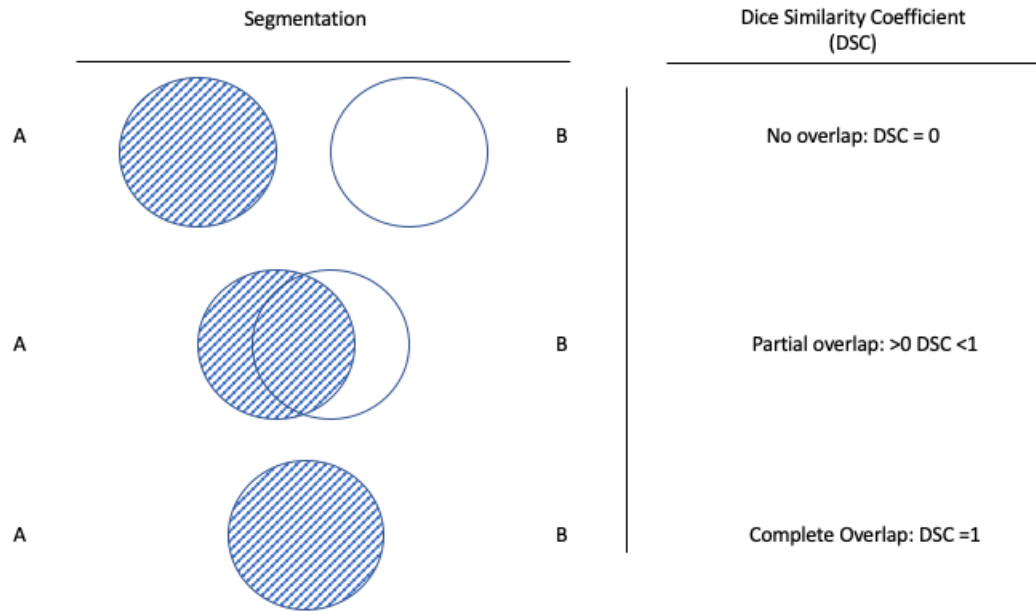 Segmentation
Dice Similarity Coefficient
(DSC)
A
B
No overlap: DSC = 0
A
B
Partial overlap: >0 DSC <1
A
B
Complete Overlap: DSC =1